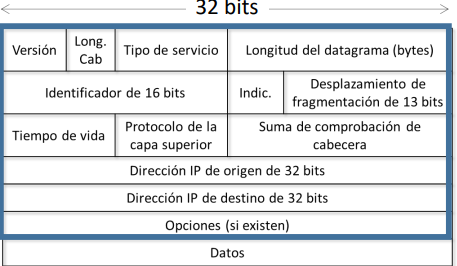 32 bits
Versión
Long.
Cab
Tipo de servicio
Longitud del datagrama (bytes)
Identificador de 16 bits
Indic.
Desplazamiento de
fragmentación de 13 bits
Tiempo de vida
Protocolo de la
capa superior
Suma de comprobación de
cabecera
Dirección IP de origen de 32 bits
Dirección IP de destino de 32 bits
Opciones (si existen)
Datos